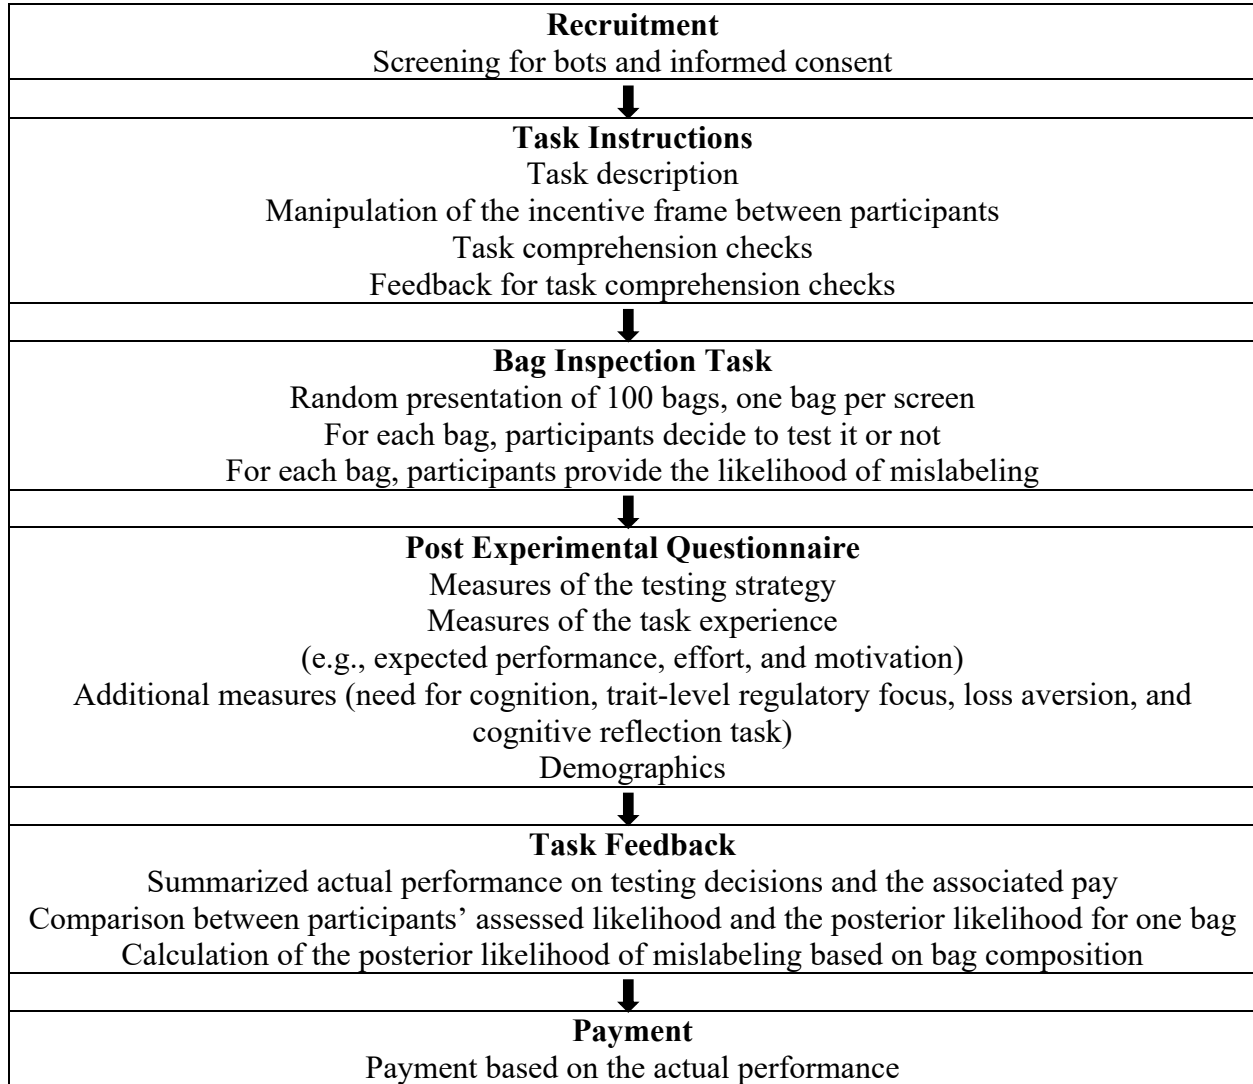 Recruitment
Screening for bots and informed consent
Task Instructions
Task description
Manipulation of the incentive frame between participants
Task comprehension checks
Feedback for task comprehension checks
Bag Inspection Task
Random presentation of 100 bags, one bag per screen
For each bag, participants decide to test it or not
For each bag, participants provide the likelihood of mislabeling
Post Experimental Questionnaire
Measures of the testing strategy
Measures of the task experience
(e.g., expected performance, effort, and motivation)
Additional measures (need for cognition, trait-level regulatory focus, loss aversion, and
cognitive reflection task)
Demographics
Task Feedback
Summarized actual performance on testing decisions and the associated pay
Comparison between participants’ assessed likelihood and the posterior likelihood for one bag
Calculation of the posterior likelihood of mislabeling based on bag composition
Payment
Payment based on the actual performance